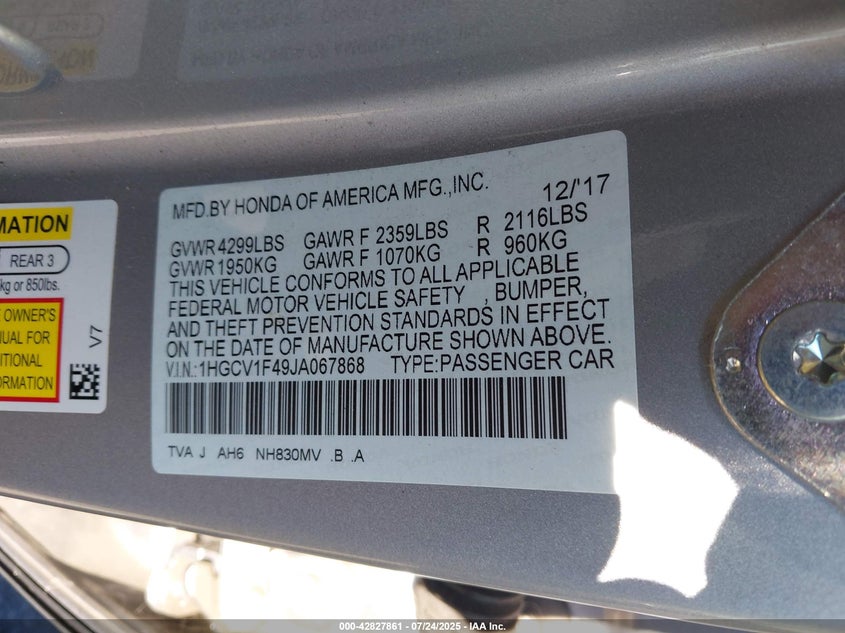 MATION
REAR 3
kg or 850lbs.
OWNER'S
UAL FOR
ITIONAL
ORMATION
V7
MFD.BY HONDA OF AMERICA MFG.,INC. 12/'17
GVWR 4299LBS GAWR F 2359LBS R 2116LBS
GVWR 1950KG GAWR F 1070KG R 960KG
THIS VEHICLE CONFORMS TO ALL APPLICABLE
FEDERAL MOTOR VEHICLE SAFETY , BUMPER,
AND THEFT PREVENTION STANDARDS IN EFFECT
ON THE DATE OF MANUFACTURE SHOWN ABOVE.
V.I.N.:1HGCV1F49JA067868 TYPE:PASSENGER CAR
TVA J AH6 NH830MV .B .A
000-42827861 - 07/24/2025 - IAA Inc.